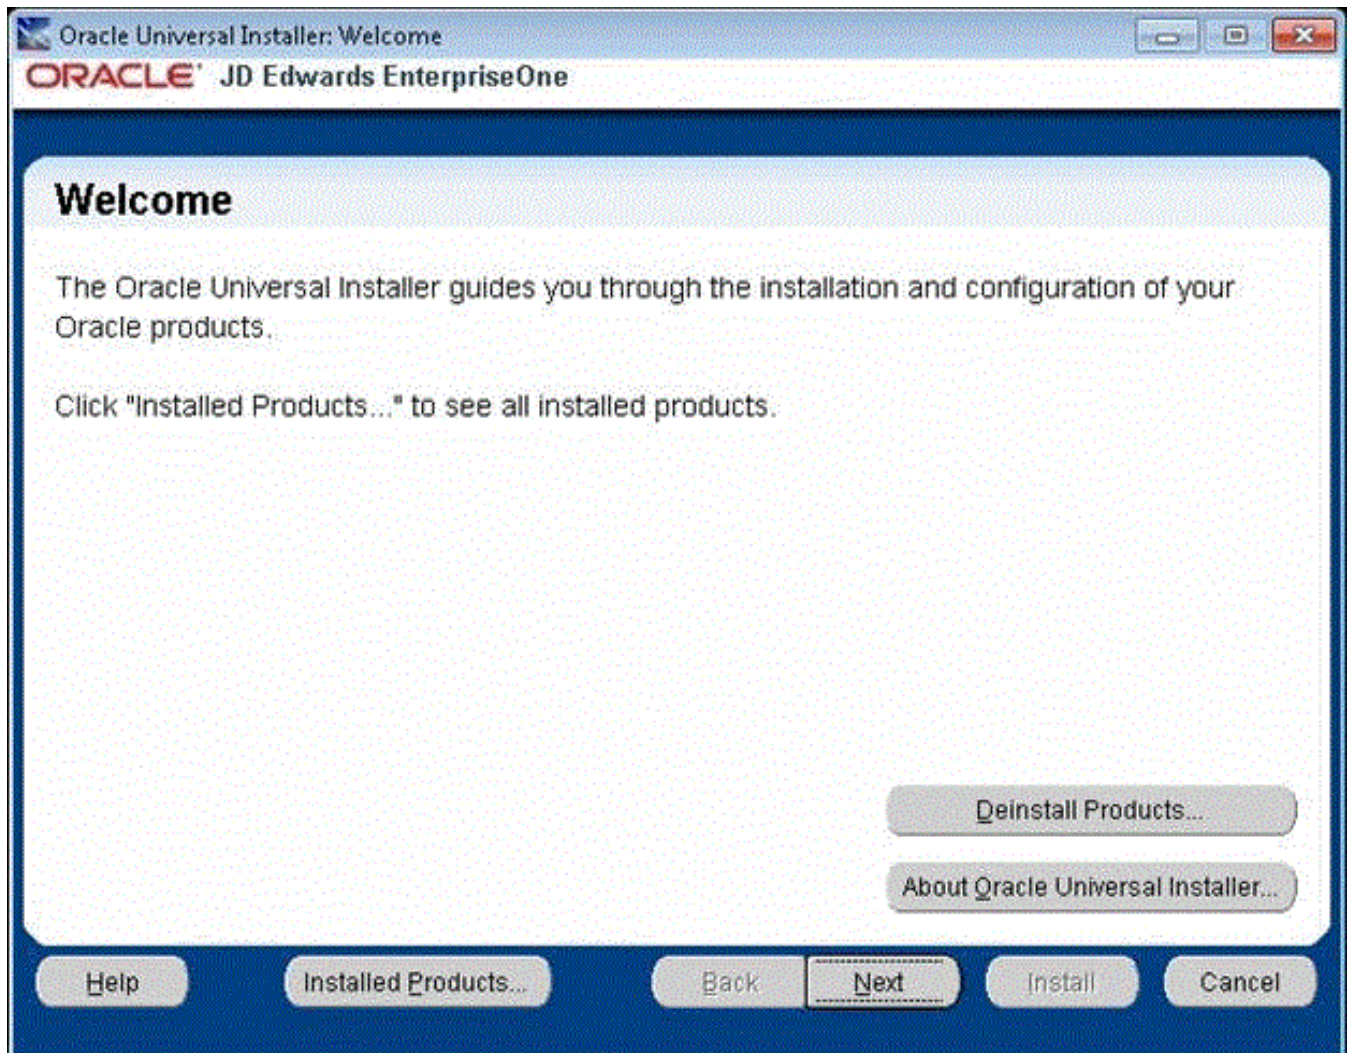 Oracle Universal Installer: Welcome
ORACLE' JD Edwards EnterpriseOne
Welcome
The Oracle Universal Installer guides you through the installation and configuration of your
Oracle products.
Click "Installed Products..." to see all installed products.
Deinstall Products...
About Oracle Universal Installer...
Help Installed Products... Back Next Install Cancel